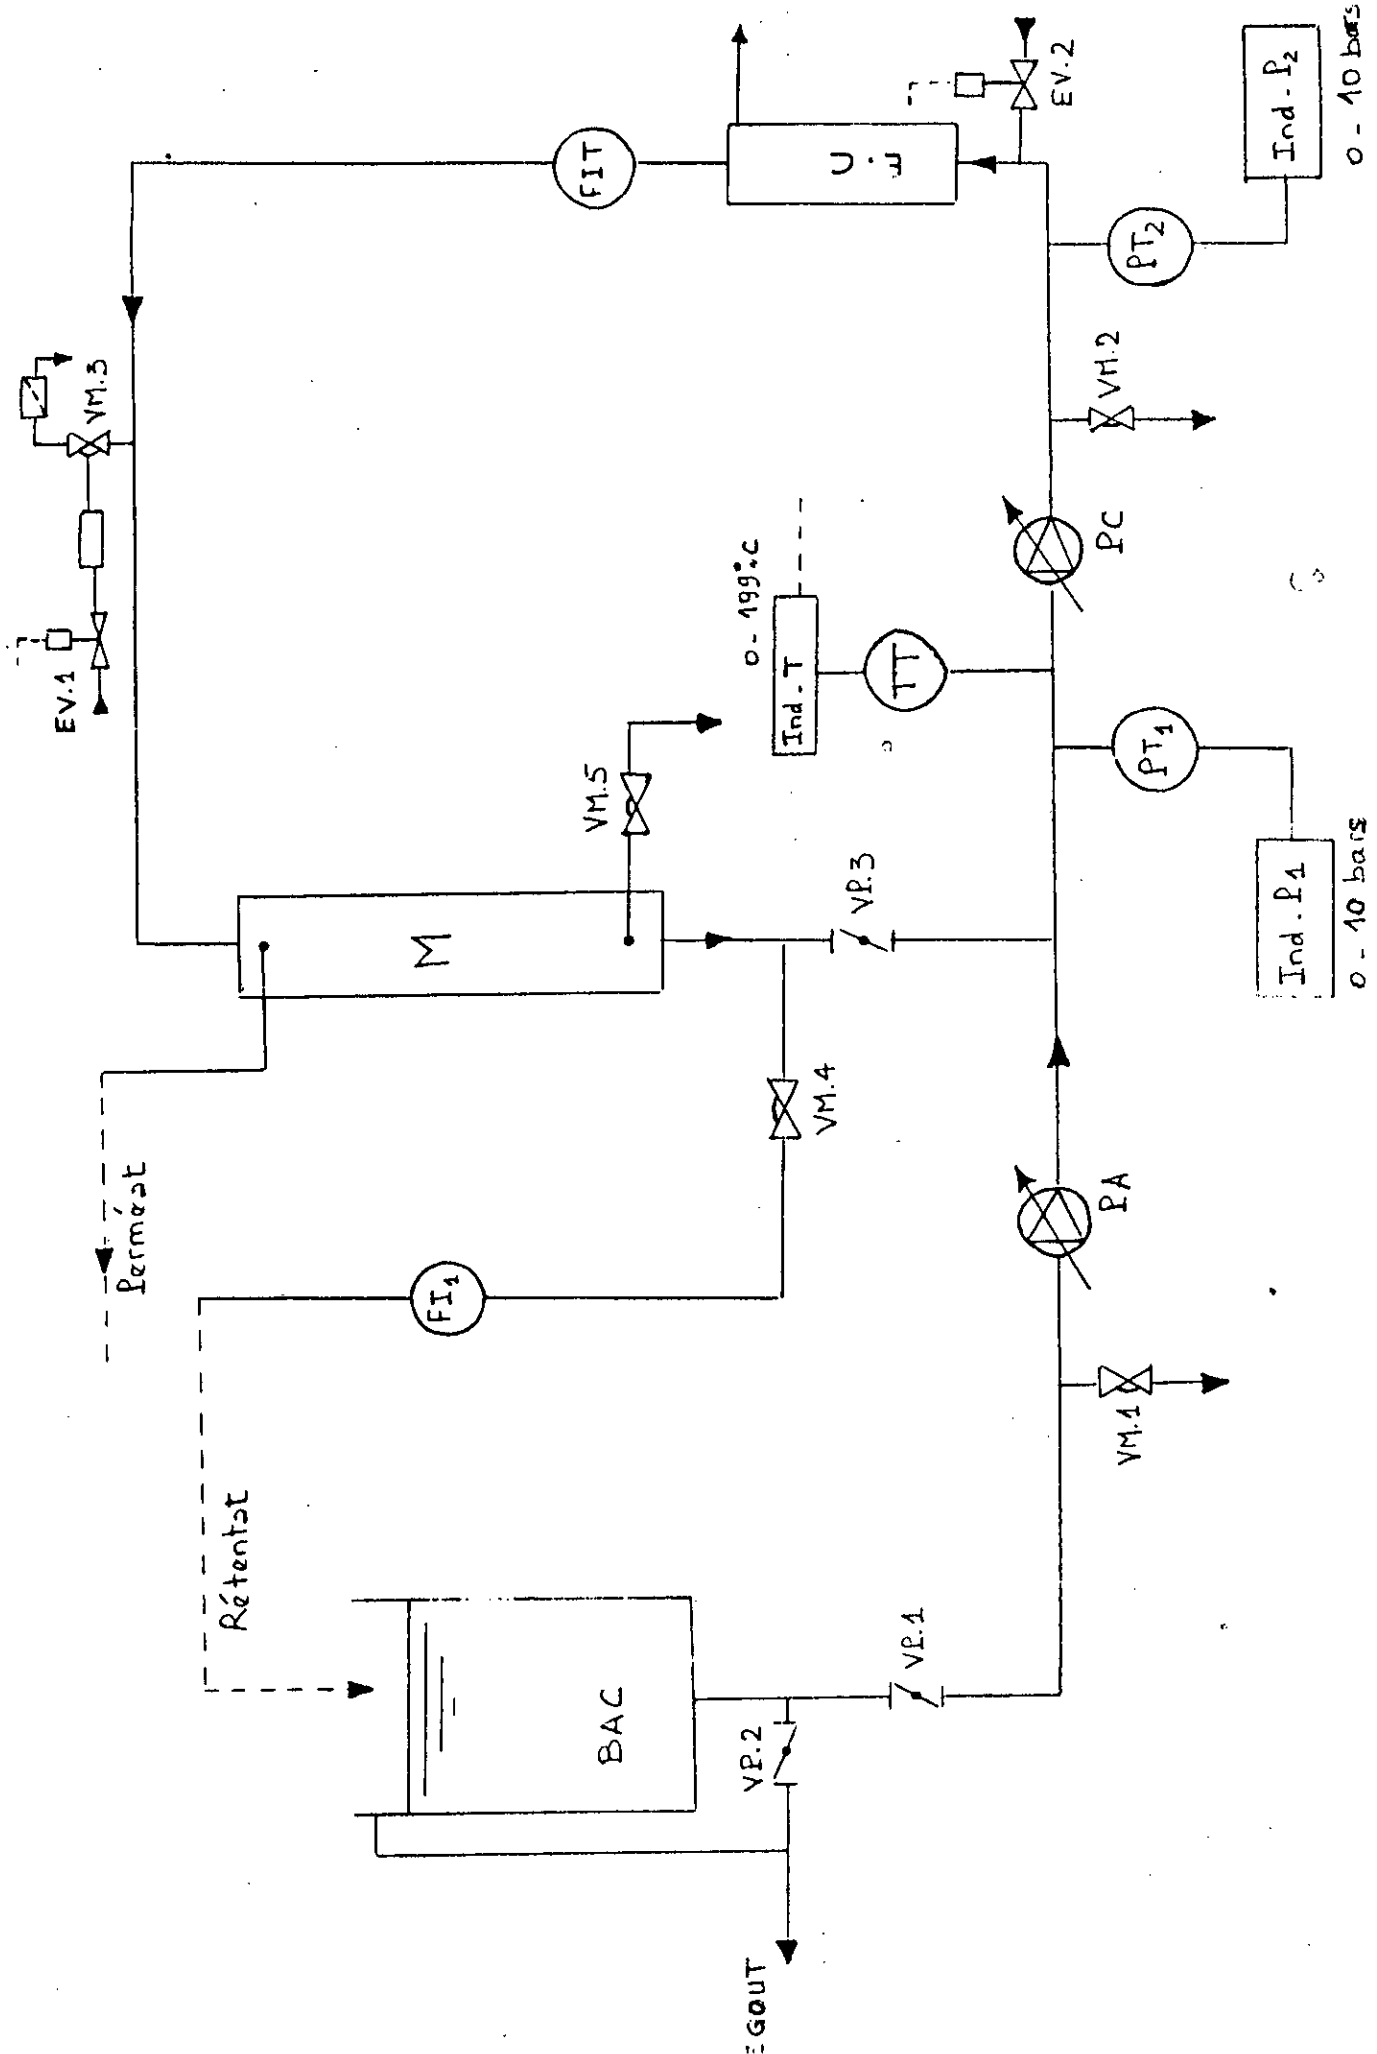 EV.1
VM.3
Perméat
Rétentat
FI1
M
FIT
VM.5
BAC
0 - 199°C
Ind. T
VM.4
VP.3
TT
E.C
EGOUT
VP.2
VP.1
EV.2
PA
PC
VM.1
PT1
VM.2
PT2
Ind. P1
0 - 10 bars
Ind. P2
0 - 10 bars